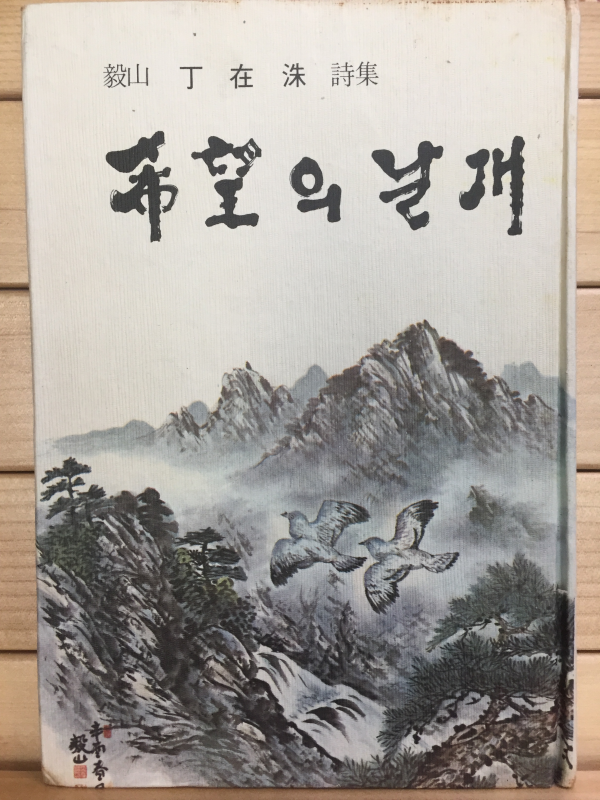 毅山 丁在洙 詩集
希望의 날개
毅山